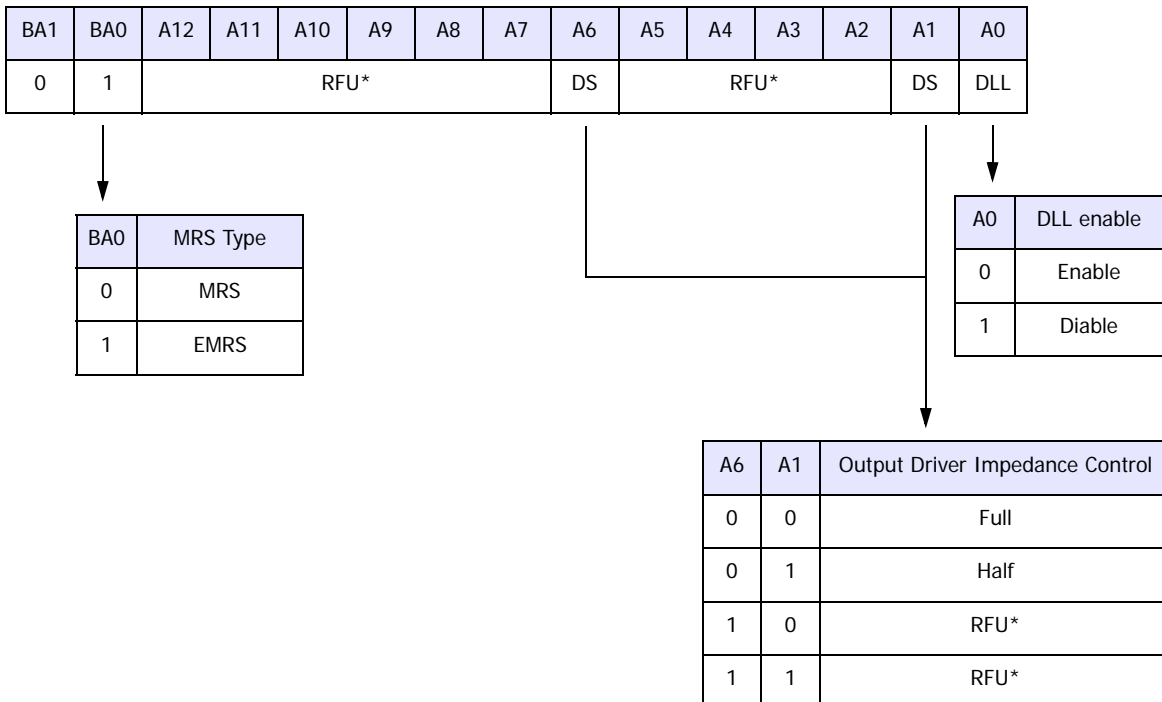 BA1 BA0 A12 A11 A10 A9 A8 A7 A6 A5 A4 A3 A2 A1 A0
0 1 RFU* DS RFU* DS DLL
BA0 MRS Type
0 MRS
1 EMRS
A0 DLL enable
0 Enable
1 Diable
A6 A1 Output Driver Impedance Control
0 0 Full
0 1 Half
1 0 RFU*
1 1 RFU*